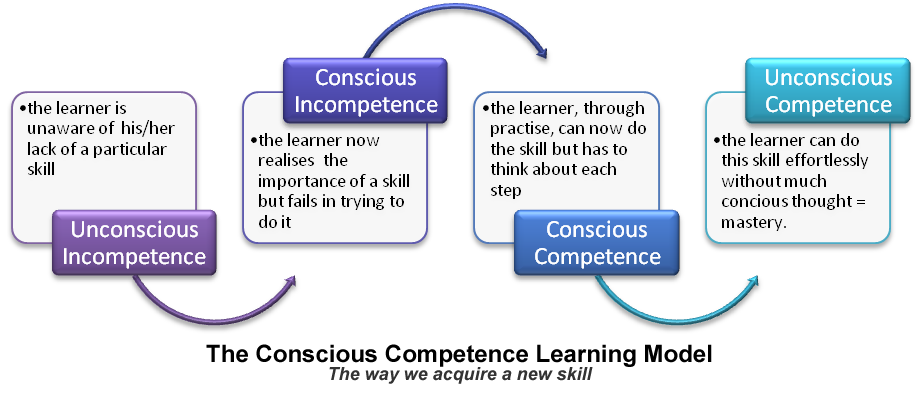 •the learner is
unaware of his/her
lack of a particular
skill
Unconscious
Incompetence
Conscious
Incompetence
•the learner now
realises the
importance of a skill
but fails in trying to
do it
•the learner, through
practise, can now do
the skill but has to
think about each
step
Conscious
Competence
Unconscious
Competence
•the learner can do
this skill effortlessly
without much
concious thought =
mastery.
The Conscious Competence Learning Model
The way we acquire a new skill